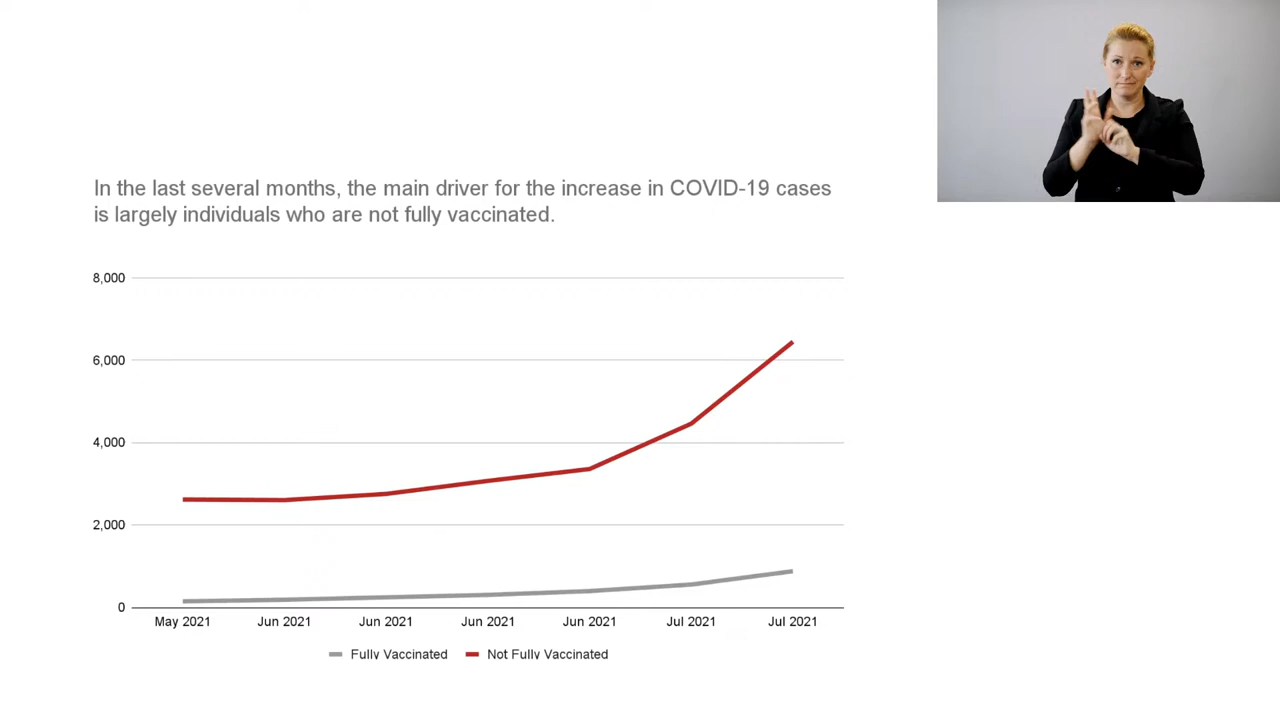 In the last several months, the main driver for the increase in COVID-19 cases
is largely individuals who are not fully vaccinated.
8,000
6,000
4,000
2,000
0
May 2021 Jun 2021 Jun 2021 Jun 2021 Jun 2021 Jul 2021 Jul 2021
Fully Vaccinated Not Fully Vaccinated